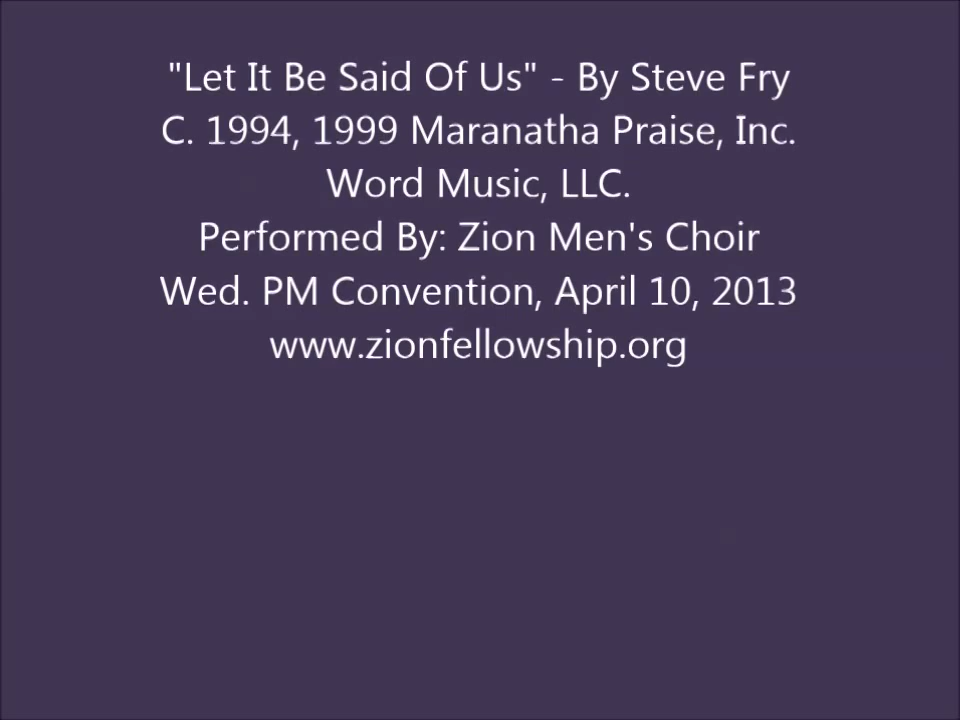 "Let It Be Said Of Us" - By Steve Fry
C. 1994, 1999 Maranatha Praise, Inc.
Word Music, LLC.
Performed By: Zion Men's Choir
Wed. PM Convention, April 10, 2013
www.zionfellowship.org